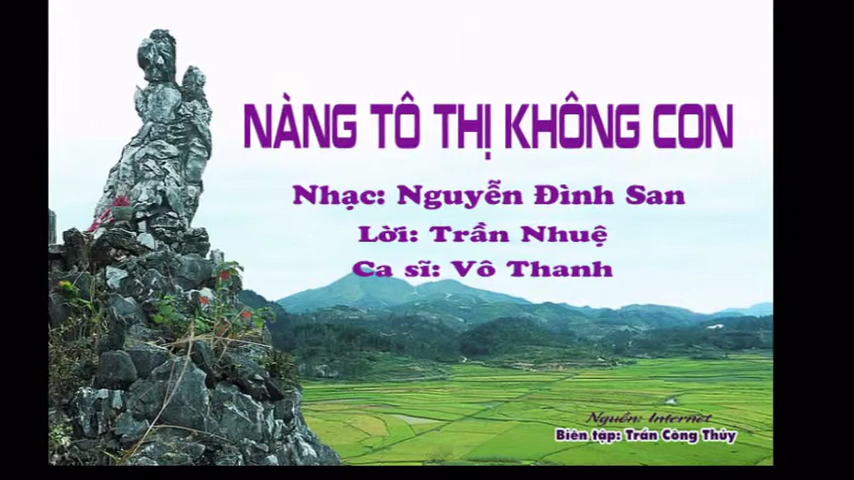 NÀNG TÔ THỊ KHÔNG CON
Nhạc: Nguyễn Đình San
Lời: Trần Nhuệ
Ca sĩ: Vô Thanh
Nguồn: Internet
Biên tập: Trần Công Thủy